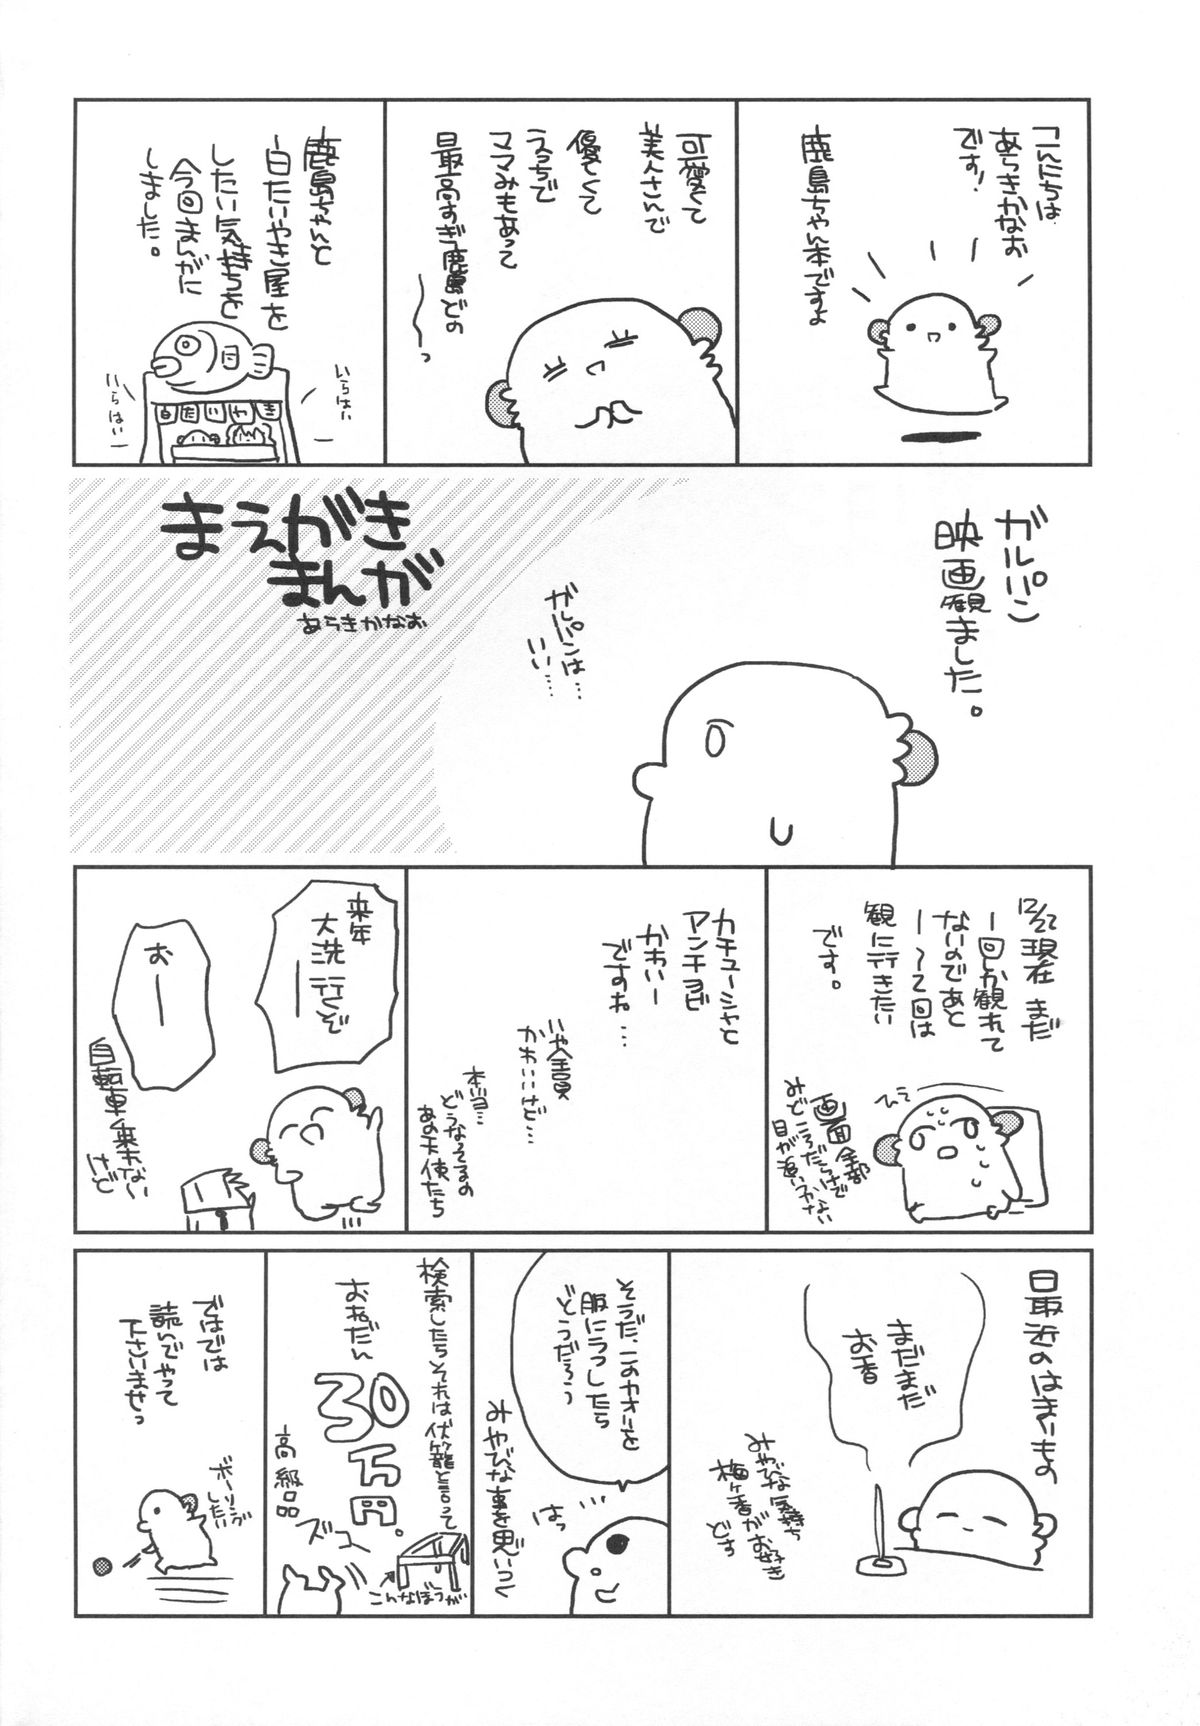 こんにちは
あらきかなお
です!
鹿島ちゃん本ですよ
可愛くて
美人さんで
優しくて
えっちで
ママみもあって
最高すぎ鹿島どの
〜〜っ
鹿島ちゃんと
白たいやき屋を
したい気持ちを
今回まんがに
しました。
いらはい
いらはい
白たいやき
まえがき
まんが
あらきかなお
ガルパン
映画観ました。
ガルパンは…
いい……
12/22現在 まだ
一回しか観れて
ないのであと
1〜2回は
観に行きたい
です。
画面全部
みどころだらけで
目が追いつかない
カチューシャと
アンチョビ
かわいー
ですね…
いや全員
かわいいけど…
本当…
どうなってるの
あの天使たち
来年
大洗行くぞ
ー
おー
自転車来れない
けど
日最近のはまりもの
まだまだ
お香
みやびな気持ち
梅ヶ香がお好き
です
そうだ、このカオリを
服にうつしたら
どうだろう
はっ
みやびな事を思いつく
検索したらそれは伏籠と言って
おねだん
30万円.
高級品
ズコー
こんなぼうが
ではでは
読んでやって
下さいませっ
ボーリング
したい